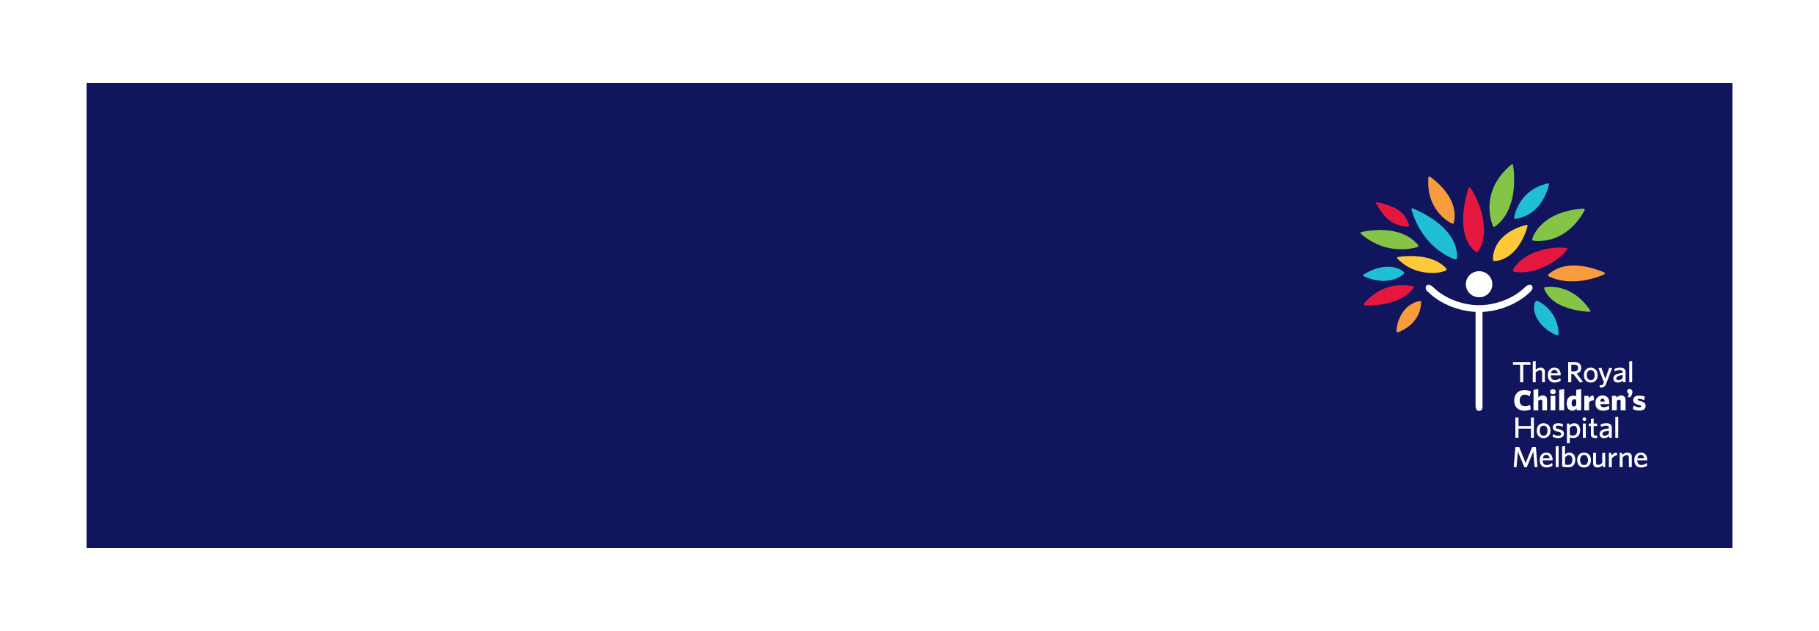 The Royal
Children's
Hospital
Melbourne